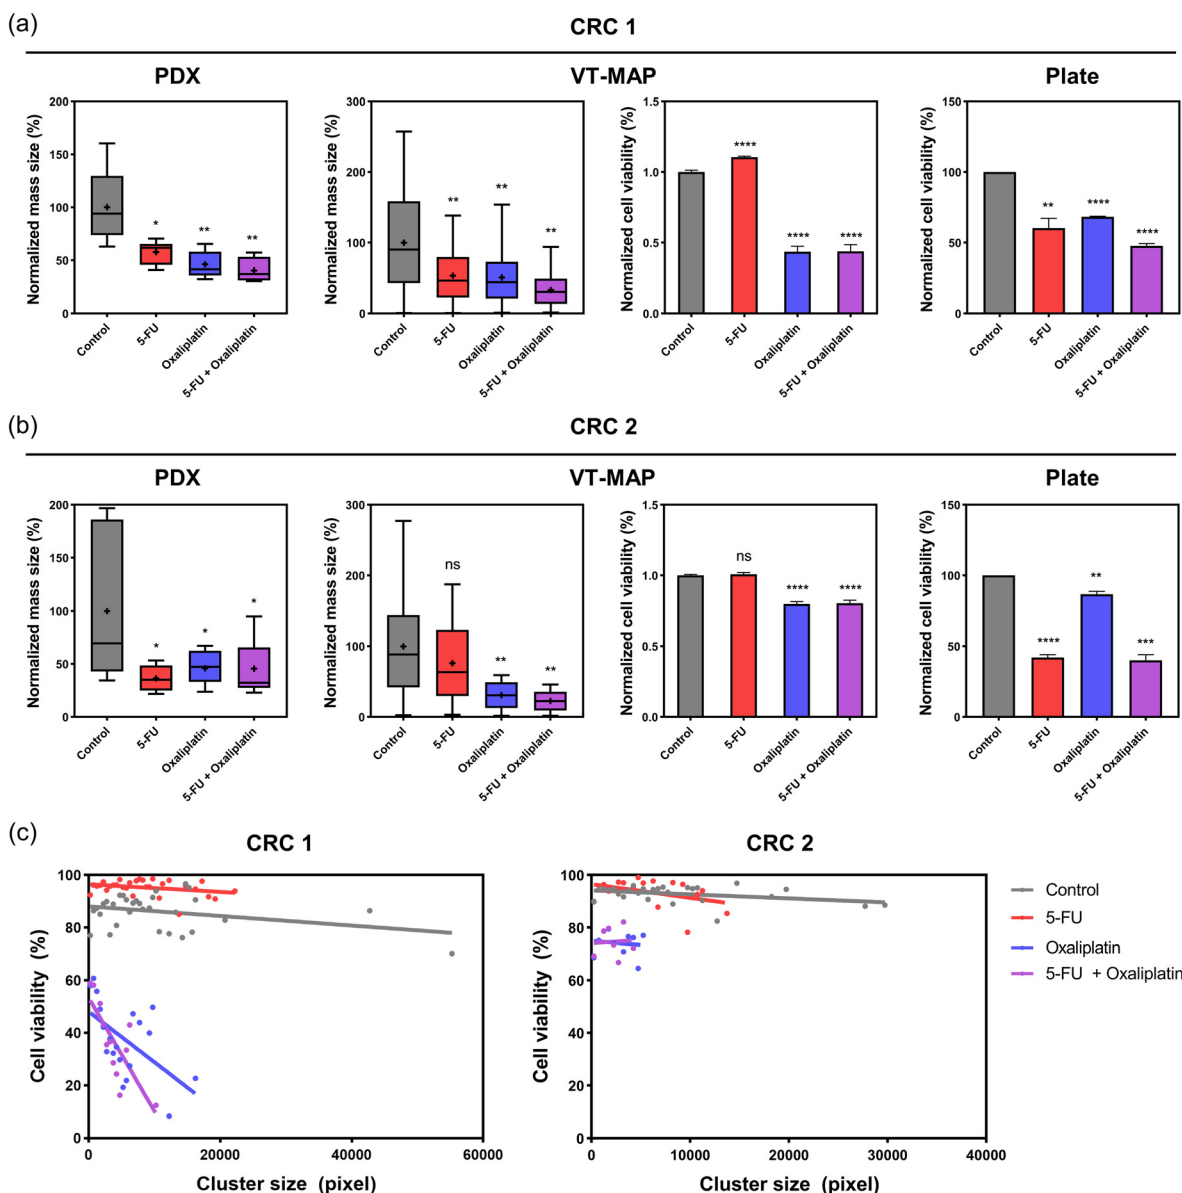 (a)
CRC 1
PDX
VT-MAP
Plate
Normalized mass size (%)
200
150
100
50
0
*
**
**
Control
5-FU
Oxaliplatin
5-FU + Oxaliplatin
Normalized mass size (%)
300
200
100
0
**
**
**
Control
5-FU
Oxaliplatin
5-FU + Oxaliplatin
Normalized cell viability (%)
1.5
1.0
0.5
0.0
****
****
****
Control
5-FU
Oxaliplatin
5-FU + Oxaliplatin
Normalized cell viability (%)
150
100
50
0
**
****
****
Control
5-FU
Oxaliplatin
5-FU + Oxaliplatin
(b)
CRC 2
PDX
VT-MAP
Plate
Normalized mass size (%)
200
150
100
50
0
*
*
*
Control
5-FU
Oxaliplatin
5-FU + Oxaliplatin
Normalized mass size (%)
300
200
100
0
ns
**
**
Control
5-FU
Oxaliplatin
5-FU + Oxaliplatin
Normalized cell viability (%)
1.5
1.0
0.5
0.0
ns
****
****
Control
5-FU
Oxaliplatin
5-FU + Oxaliplatin
Normalized cell viability (%)
150
100
50
0
****
**
***
Control
5-FU
Oxaliplatin
5-FU + Oxaliplatin
(c)
CRC 1
Cell viability (%)
100
80
60
40
20
0
0 20000 40000 60000
Cluster size (pixel)
CRC 2
Cell viability (%)
100
80
60
40
20
0
0 10000 20000 30000 40000
Cluster size (pixel)
Control
5-FU
Oxaliplatin
5-FU + Oxaliplatin